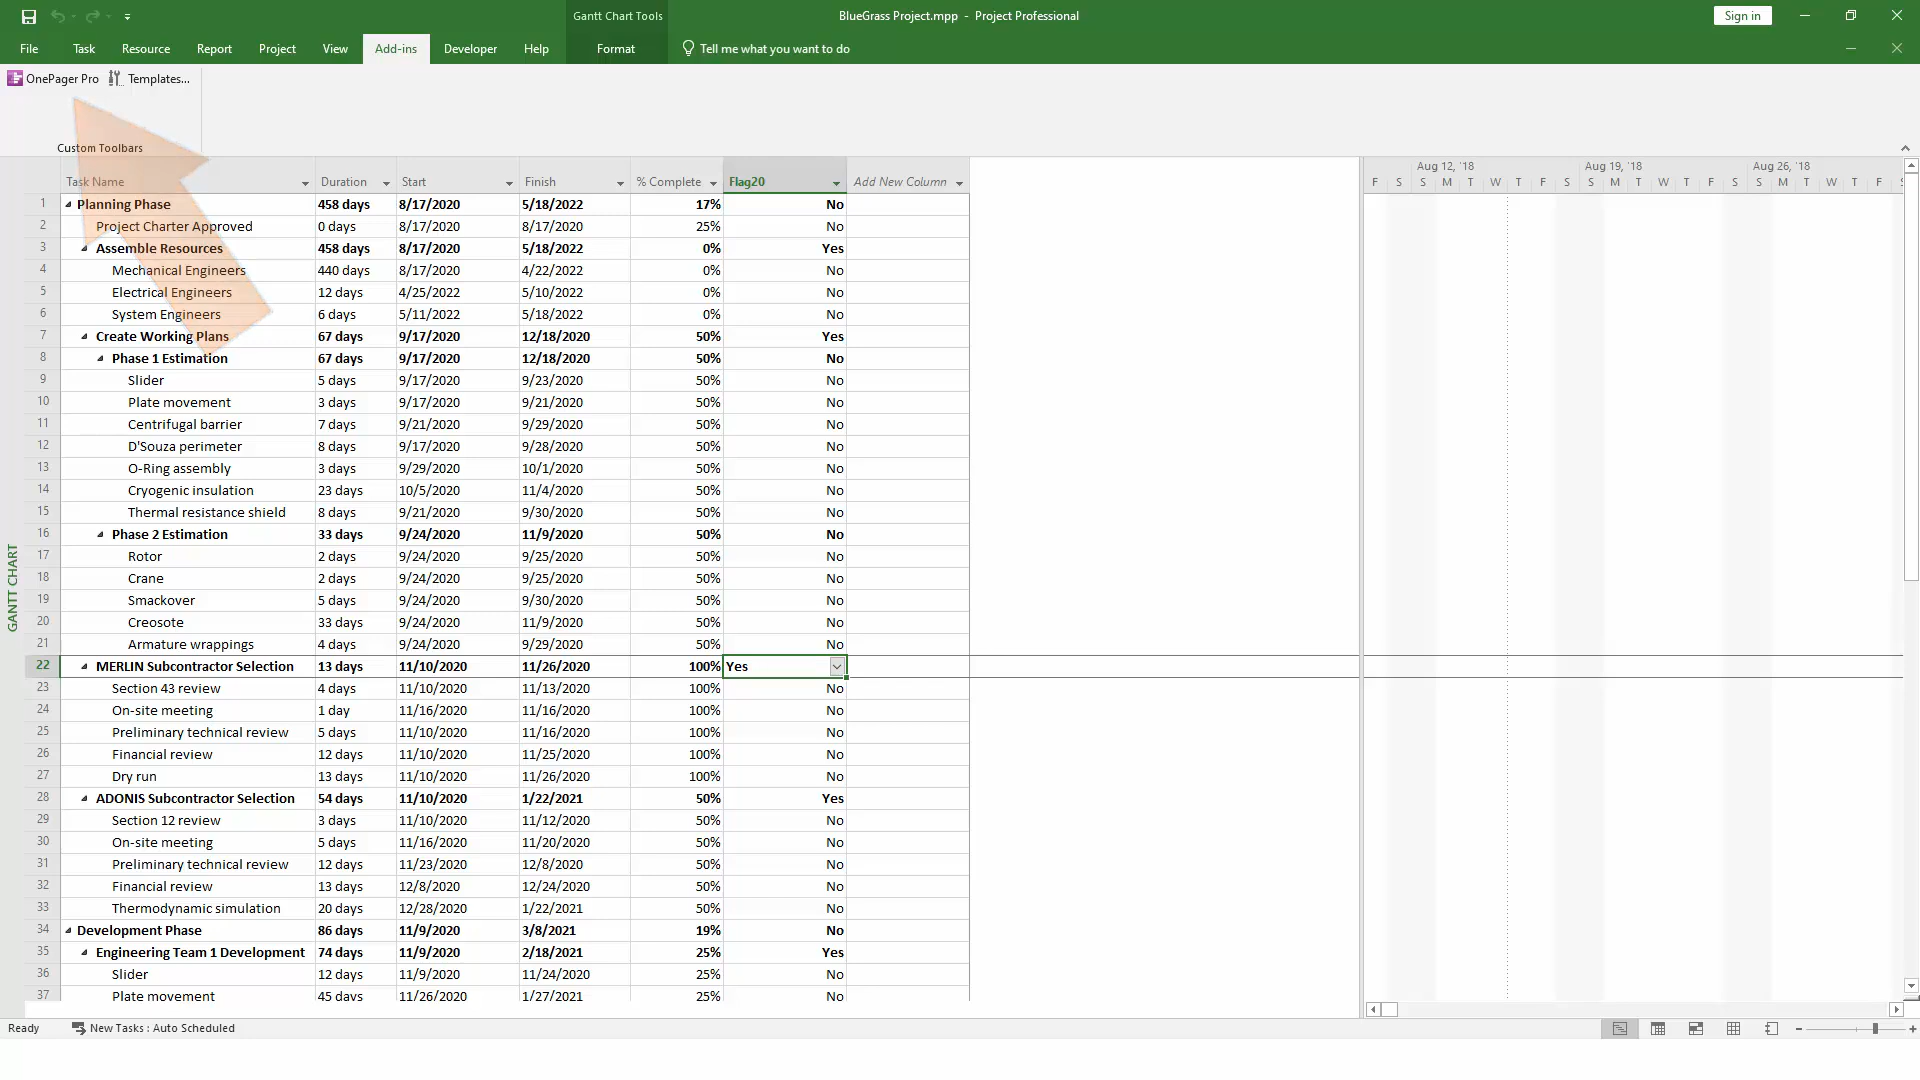 Gantt Chart Tools
BlueGrass Project.mpp - Project Professional
Sign in
File Task Resource Report Project View Add-ins Developer Help Format Tell me what you want to do
OnePager Pro Templates...
Custom Toolbars
Task Name Duration Start Finish % Complete Flag20 Add New Column
Aug 12, '18 Aug 19, '18 Aug 26, '18
F S S M T W T F S S M T W T F S S M T W T F S
1 Planning Phase 458 days 8/17/2020 5/18/2022 17% No
2 Project Charter Approved 0 days 8/17/2020 8/17/2020 25% No
3 Assemble Resources 458 days 8/17/2020 5/18/2022 0% Yes
4 Mechanical Engineers 440 days 8/17/2020 4/22/2022 0% No
5 Electrical Engineers 12 days 4/25/2022 5/10/2022 0% No
6 System Engineers 6 days 5/11/2022 5/18/2022 0% No
7 Create Working Plans 67 days 9/17/2020 12/18/2020 50% Yes
8 Phase 1 Estimation 67 days 9/17/2020 12/18/2020 50% No
9 Slider 5 days 9/17/2020 9/23/2020 50% No
10 Plate movement 3 days 9/17/2020 9/21/2020 50% No
11 Centrifugal barrier 7 days 9/21/2020 9/29/2020 50% No
12 D'Souza perimeter 8 days 9/17/2020 9/28/2020 50% No
13 O-Ring assembly 3 days 9/29/2020 10/1/2020 50% No
14 Cryogenic insulation 23 days 10/5/2020 11/4/2020 50% No
15 Thermal resistance shield 8 days 9/21/2020 9/30/2020 50% No
16 Phase 2 Estimation 33 days 9/24/2020 11/9/2020 50% No
17 Rotor 2 days 9/24/2020 9/25/2020 50% No
18 Crane 2 days 9/24/2020 9/25/2020 50% No
19 Smackover 5 days 9/24/2020 9/30/2020 50% No
20 Creosote 33 days 9/24/2020 11/9/2020 50% No
21 Armature wrappings 4 days 9/24/2020 9/29/2020 50% No
22 MERLIN Subcontractor Selection 13 days 11/10/2020 11/26/2020 100% Yes
23 Section 43 review 4 days 11/10/2020 11/13/2020 100% No
24 On-site meeting 1 day 11/16/2020 11/16/2020 100% No
25 Preliminary technical review 5 days 11/10/2020 11/16/2020 100% No
26 Financial review 12 days 11/10/2020 11/25/2020 100% No
27 Dry run 13 days 11/10/2020 11/26/2020 100% No
28 ADONIS Subcontractor Selection 54 days 11/10/2020 1/22/2021 50% Yes
29 Section 12 review 3 days 11/10/2020 11/12/2020 50% No
30 On-site meeting 5 days 11/16/2020 11/20/2020 50% No
31 Preliminary technical review 12 days 11/23/2020 12/8/2020 50% No
32 Financial review 13 days 12/8/2020 12/24/2020 50% No
33 Thermodynamic simulation 20 days 12/28/2020 1/22/2021 50% No
34 Development Phase 86 days 11/9/2020 3/8/2021 19% No
35 Engineering Team 1 Development 74 days 11/9/2020 2/18/2021 25% Yes
36 Slider 12 days 11/9/2020 11/24/2020 25% No
37 Plate movement 45 days 11/26/2020 1/27/2021 25% No
GANTT CHART
Ready New Tasks : Auto Scheduled